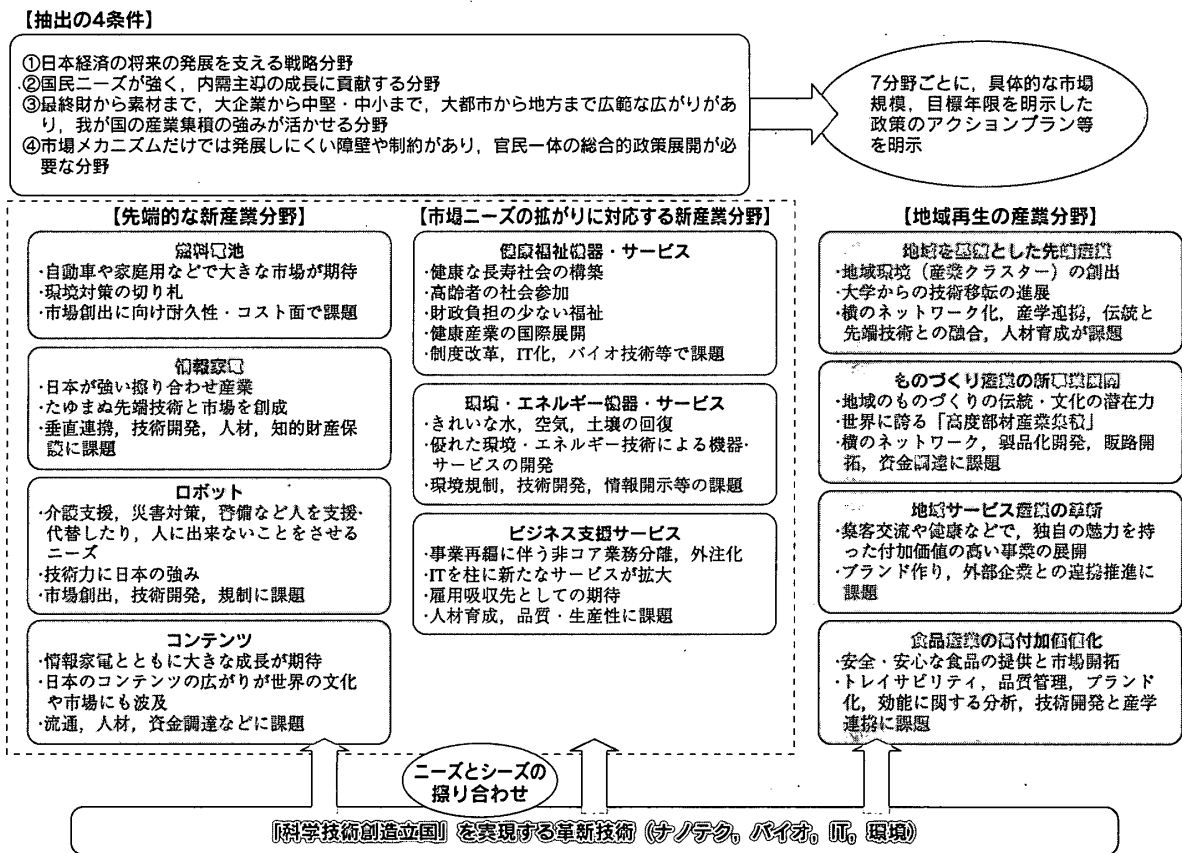 【抽出の4条件】
①日本経済の将来の発展を支える戦略分野
②国民ニーズが強く，内需主導の成長に貢献する分野
③最終財から素材まで，大企業から中堅・中小まで，大都市から地方まで広範な広がりがあ
り，我が国の産業集積の強みが活かせる分野
④市場メカニズムだけでは発展しにくい障壁や制約があり，官民一体の総合的政策展開が必
要な分野
7分野ごとに，具体的な市場
規模，目標年限を明示した
政策のアクションプラン等
を明示
【先端的な新産業分野】
燃料電池
・自動車や家庭用などで大きな市場が期待
・環境対策の切り札
・市場創出に向け耐久性・コスト面で課題
情報家電
・日本が強い擦り合わせ産業
・たゆまぬ先端技術と市場を創成
・垂直連携，技術開発，人材，知的財産保
護に課題
ロボット
・介護支援，災害対策，警備など人を支援・
代替したり，人に出来ないことをさせる
ニーズ
・技術力に日本の強み
・市場創出，技術開発，規制に課題
コンテンツ
・情報家電とともに大きな成長が期待
・日本のコンテンツの広がりが世界の文化
や市場にも波及
・流通，人材，資金調達などに課題
【市場ニーズの拡がりに対応する新産業分野】
健康福祉機器・サービス
・健康な長寿社会の構築
・高齢者の社会参加
・財政負担の少ない福祉
・健康産業の国際展開
・制度改革，IT化，バイオ技術等で課題
環境・エネルギー機器・サービス
・きれいな水，空気，土壌の回復
・優れた環境・エネルギー技術による機器・
サービスの開発
・環境規制，技術開発，情報開示等の課題
ビジネス支援サービス
・事業再編に伴う非コア業務分離，外注化
・ITを柱に新たなサービスが拡大
・雇用吸収先としての期待
・人材育成，品質・生産性に課題
【地域再生の産業分野】
地域を基盤とした先端産業
・地域環境（産業クラスター）の創出
・大学からの技術移転の進展
・横のネットワーク化，産学連携，伝統と
先端技術との融合，人材育成が課題
ものづくり産業の新事業展開
・地域のものづくりの伝統・文化の潜在力
・世界に誇る「高度部材産業集積」
・横のネットワーク，製品化開発，販路開
拓，資金調達に課題
地域サービス産業の革新
・集客交流や健康などで，独自の魅力を持
った付加価値の高い事業の展開
・ブランド作り，外部企業との連携推進に
課題
食品産業の高付加価値化
・安全・安心な食品の提供と市場開拓
・トレイサビリティ，品質管理，ブランド
化，効能に関する分析，技術開発と産学
連携に課題
ニーズとシーズの
擦り合わせ
「科学技術創造立国」を実現する革新技術（ナノテク，バイオ，IT，環境）